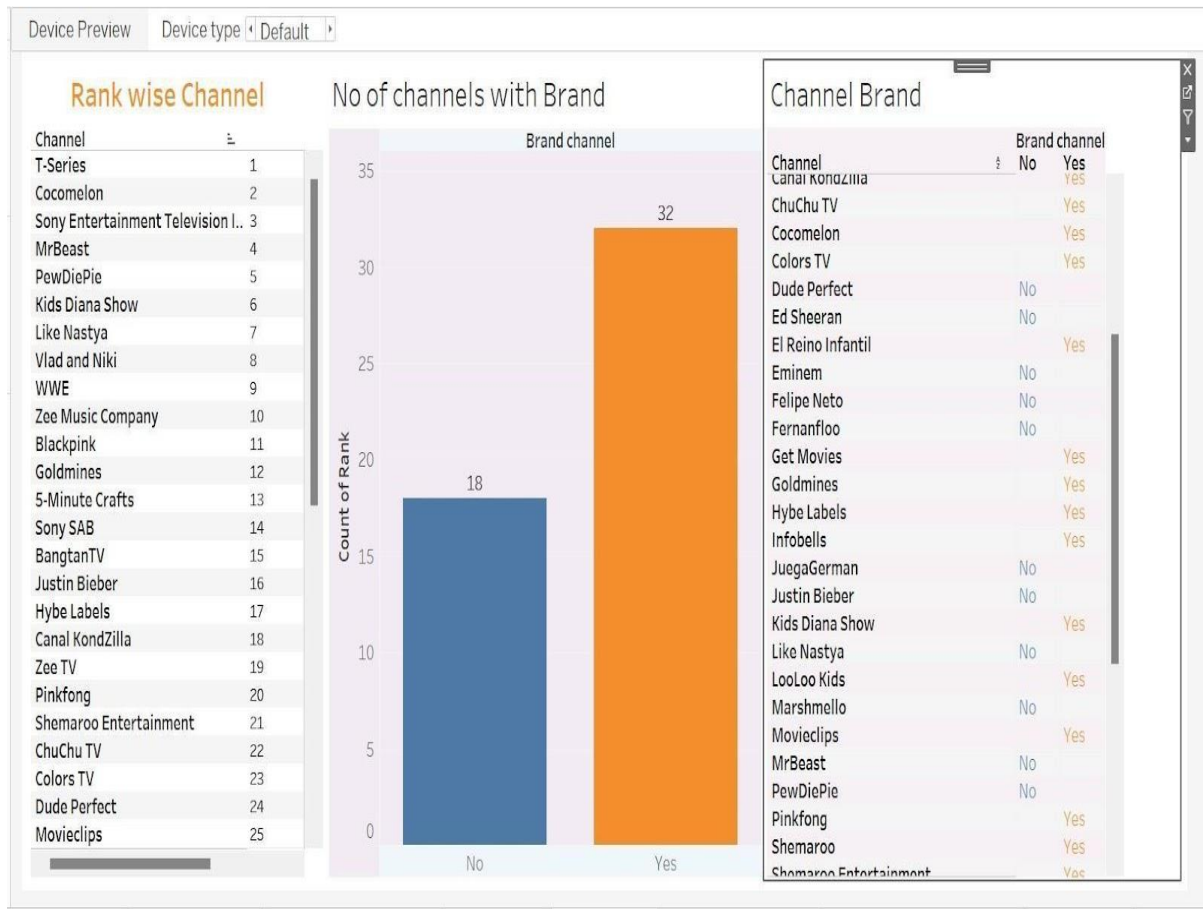 Device Preview Device type Default
Rank wise Channel
Channel
T-Series 1
Cocomelon 2
Sony Entertainment Television I.. 3
MrBeast 4
PewDiePie 5
Kids Diana Show 6
Like Nastya 7
Vlad and Niki 8
WWE 9
Zee Music Company 10
Blackpink 11
Goldmines 12
5-Minute Crafts 13
Sony SAB 14
BangtanTV 15
Justin Bieber 16
Hybe Labels 17
Canal KondZilla 18
Zee TV 19
Pinkfong 20
Shemaroo Entertainment 21
ChuChu TV 22
Colors TV 23
Dude Perfect 24
Movieclips 25
No of channels with Brand
Brand channel
Count of Rank
35
30
25
20
15
10
5
0
18
32
No Yes
Channel Brand
Brand channel
Channel No Yes
Canal KondZilla Yes
ChuChu TV Yes
Cocomelon Yes
Colors TV Yes
Dude Perfect No
Ed Sheeran No
El Reino Infantil Yes
Eminem No
Felipe Neto No
Fernanfloo No
Get Movies Yes
Goldmines Yes
Hybe Labels Yes
Infobells Yes
JuegaGerman No
Justin Bieber No
Kids Diana Show Yes
Like Nastya No
LooLoo Kids Yes
Marshmello No
Movieclips Yes
MrBeast No
PewDiePie No
Pinkfong Yes
Shemaroo Yes
Shemaroo Entertainment Yes